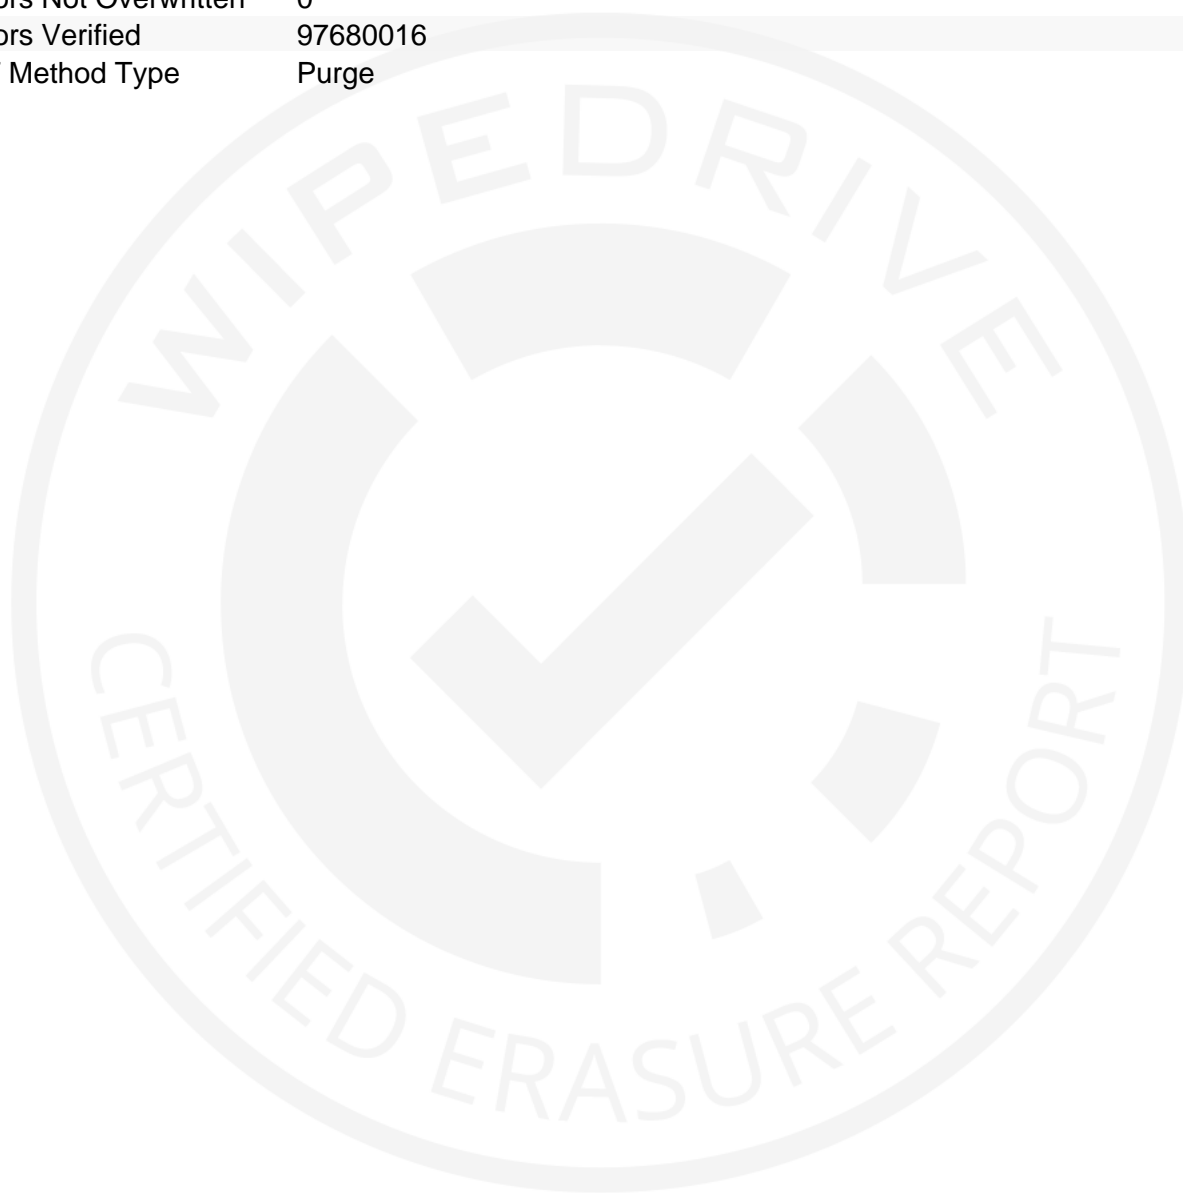 ors Not Overwritten 0
ors Verified 97680016
Method Type Purge
WIPEDRIVE
CERTIFIED ERASURE REPORT